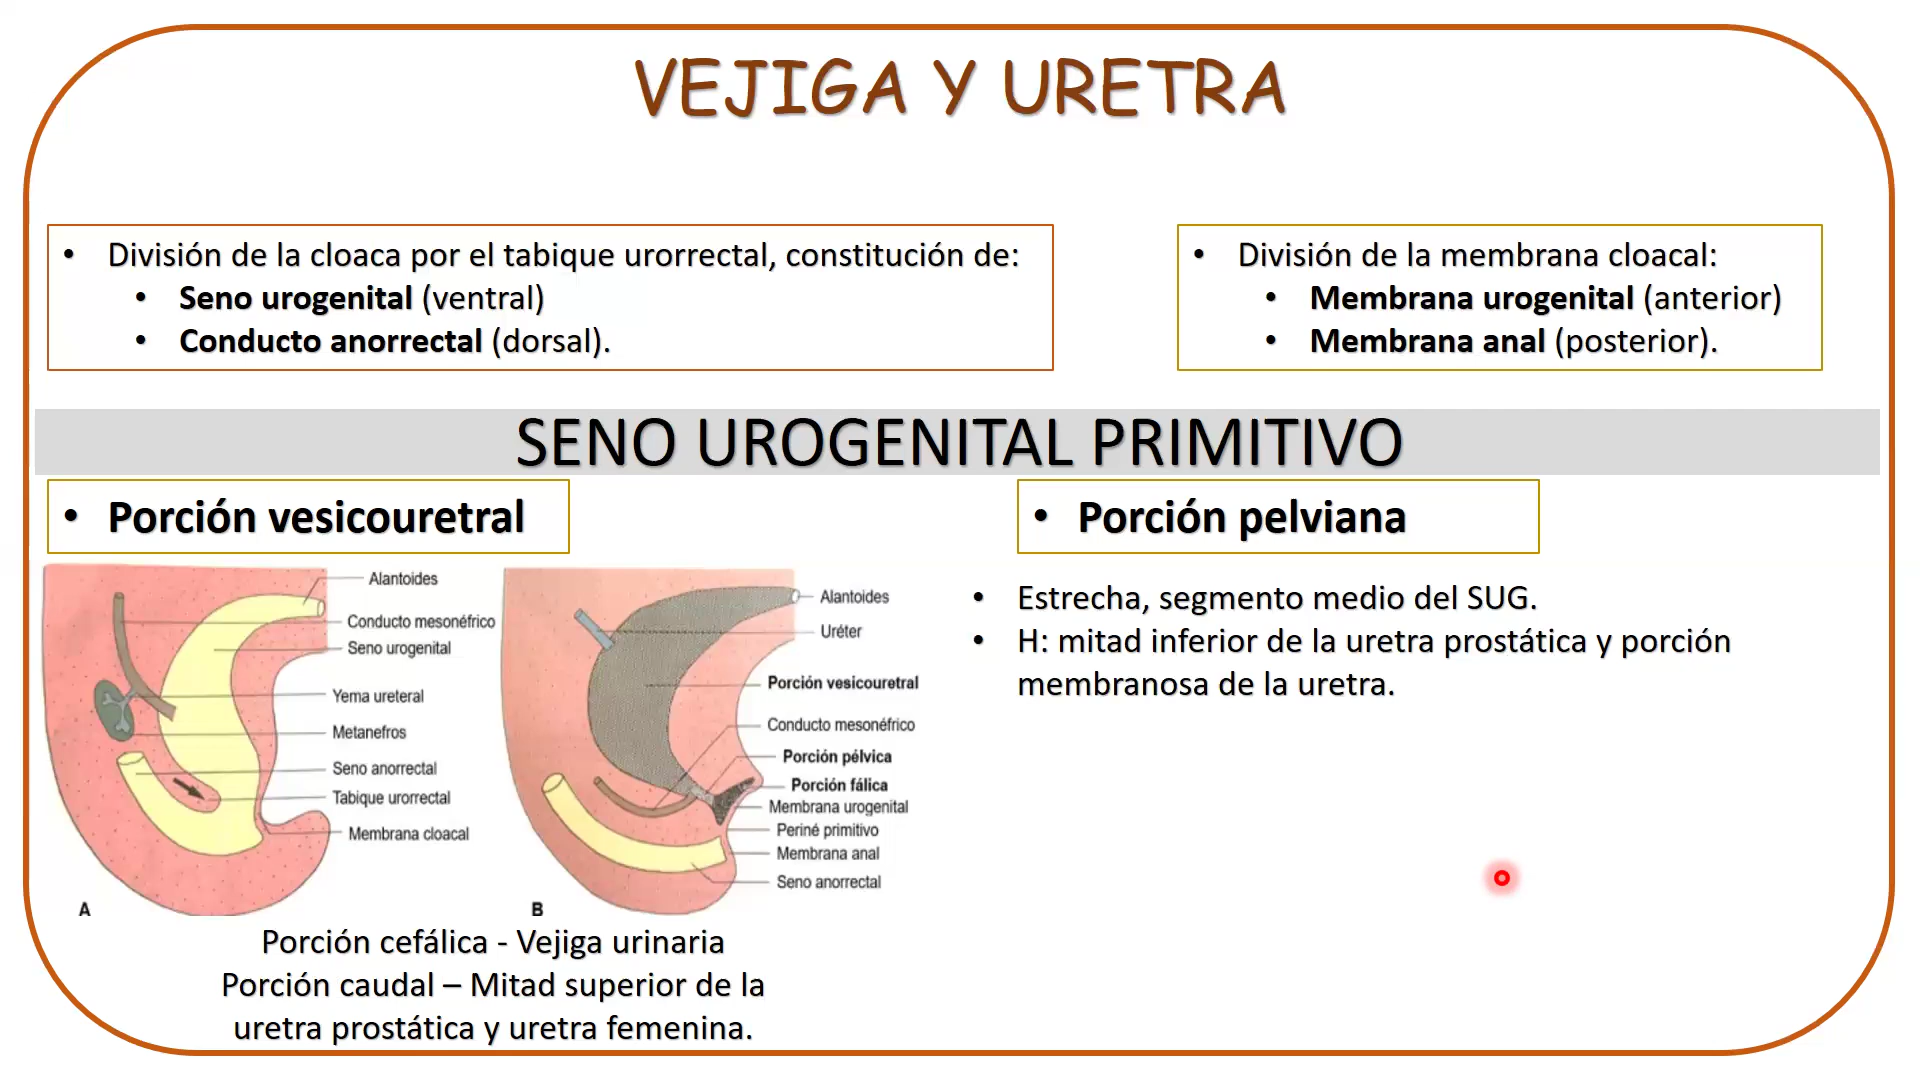 VEJIGA Y URETRA
• División de la cloaca por el tabique urorrectal, constitución de:
• Seno urogenital (ventral)
• Conducto anorrectal (dorsal).
• División de la membrana cloacal:
• Membrana urogenital (anterior)
• Membrana anal (posterior).
SENO UROGENITAL PRIMITIVO
• Porción vesicouretral
Alantoides
Conducto mesonéfrico
Seno urogenital
Yema ureteral
Metanefros
Seno anorrectal
Tabique urorrectal
Membrana cloacal
A
Alantoides
Uréter
Porción vesicouretral
Conducto mesonéfrico
Porción pélvica
Porción fálica
Membrana urogenital
Periné primitivo
Membrana anal
Seno anorrectal
B
Porción cefálica - Vejiga urinaria
Porción caudal – Mitad superior de la
uretra prostática y uretra femenina.
• Porción pelviana
• Estrecha, segmento medio del SUG.
• H: mitad inferior de la uretra prostática y porción
membranosa de la uretra.